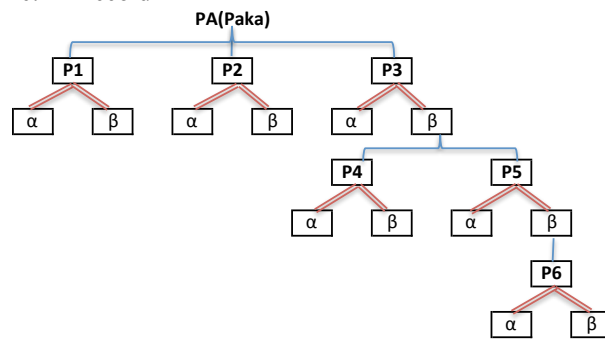 PA(Paka)
P1 P2 P3
α β α β α β
P4 P5
α β α β
P6
α β